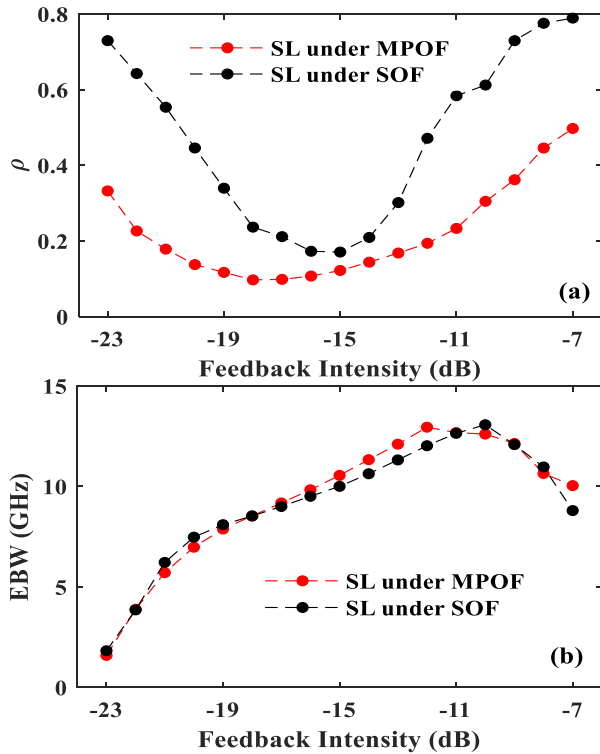 0.8
0.6
0.4
0.2
0
ρ
SL under MPOF
SL under SOF
(a)
-23 -19 -15 -11 -7
Feedback Intensity (dB)
15
10
5
0
EBW (GHz)
SL under MPOF
SL under SOF
(b)
-23 -19 -15 -11 -7
Feedback Intensity (dB)